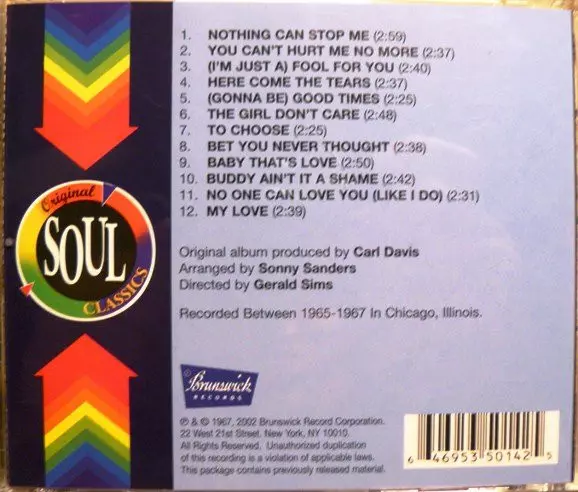 1. NOTHING CAN STOP ME (2:59)
2. YOU CAN'T HURT ME NO MORE (2:37)
3. (I'M JUST A) FOOL FOR YOU (2:40)
4. HERE COME THE TEARS (2:37)
5. (GONNA BE) GOOD TIMES (2:25)
6. THE GIRL DON'T CARE (2:48)
7. TO CHOOSE (2:25)
8. BET YOU NEVER THOUGHT (2:38)
9. BABY THAT'S LOVE (2:50)
10. BUDDY AIN'T IT A SHAME (2:42)
11. NO ONE CAN LOVE YOU (LIKE I DO) (2:31)
12. MY LOVE (2:39)
Original
SOUL
CLASSICS
Original album produced by Carl Davis
Arranged by Sonny Sanders
Directed by Gerald Sims
Recorded Between 1965-1967 In Chicago, Illinois.
Brunswick
RECORDS
℗ & © 1967, 2002 Brunswick Record Corporation.
22 West 21st Street, New York, NY 10010.
All Rights Reserved. Unauthorized duplication
of this recording is a violation of applicable laws.
This package contains previously released material.
6 46953 50142 5